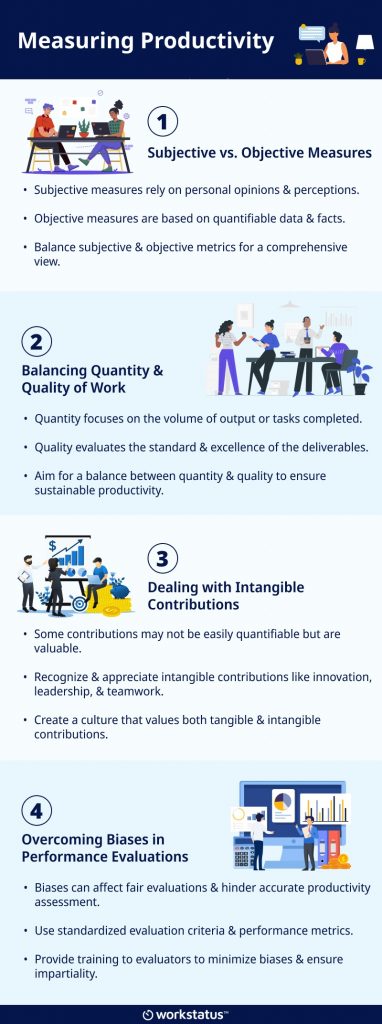 Measuring Productivity
1
Subjective vs. Objective Measures
• Subjective measures rely on personal opinions & perceptions.
• Objective measures are based on quantifiable data & facts.
• Balance subjective & objective metrics for a comprehensive
view.
2
Balancing Quantity &
Quality of Work
• Quantity focuses on the volume of output or tasks completed.
• Quality evaluates the standard & excellence of the deliverables.
• Aim for a balance between quantity & quality to ensure
sustainable productivity.
$
3
Dealing with Intangible
Contributions
• Some contributions may not be easily quantifiable but are
valuable.
• Recognize & appreciate intangible contributions like innovation,
leadership, & teamwork.
• Create a culture that values both tangible & intangible
contributions.
4
Overcoming Biases in
Performance Evaluations
• Biases can affect fair evaluations & hinder accurate productivity
assessment.
• Use standardized evaluation criteria & performance metrics.
• Provide training to evaluators to minimize biases & ensure
impartiality.
workstatus™